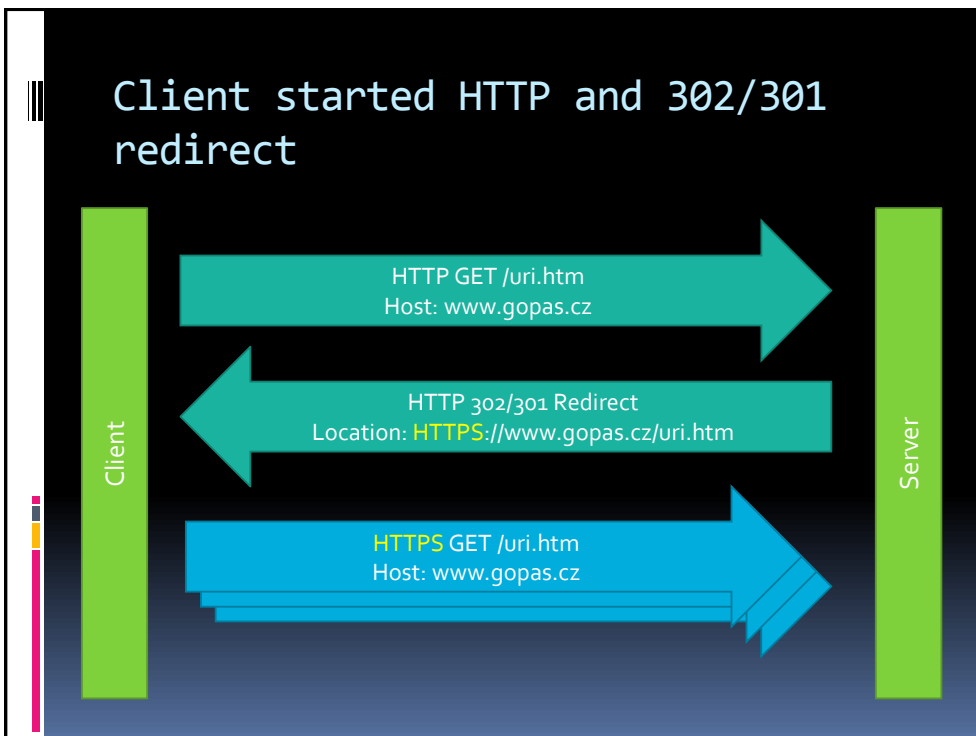 Client started HTTP and 302/301
redirect
Client
HTTP GET /uri.htm
Host: www.gopas.cz
HTTP 302/301 Redirect
Location: HTTPS://www.gopas.cz/uri.htm
HTTPS GET /uri.htm
Host: www.gopas.cz
Server